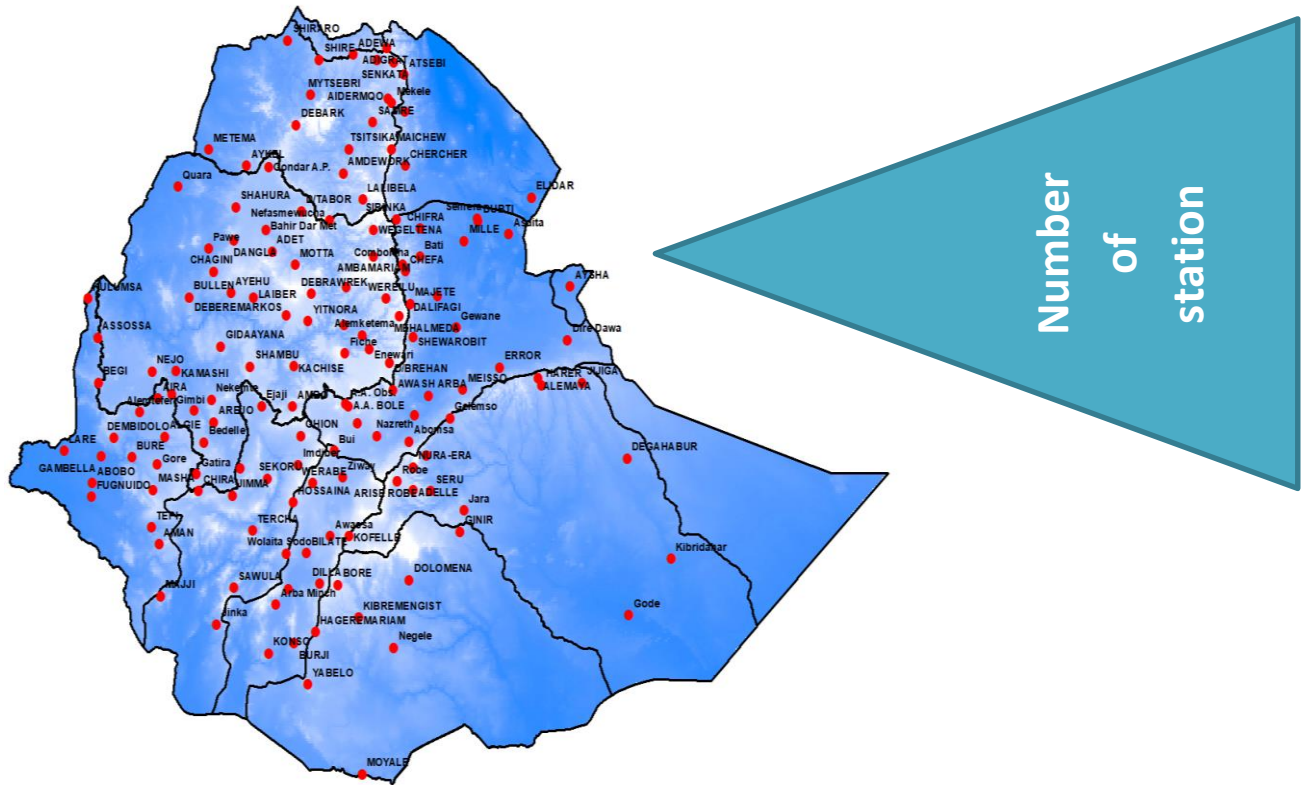 SHIRARO
SHIRE
ADEWA
ADIGRAT
ATSEBI
SENKATA
MYTSEBRI
AIDERMQO
Mekele
DEBARK
SAMRE
METEMA
TSITSIKA
MAICHEW
AYKEL
Gondar A.P.
AMDEWORK
CHERCHER
Quara
LALIBELA
ELIDAR
SHAHURA
D/TABOR
SIRINKA
Semera
DUBTI
Nefasmewucha
CHIFRA
Bahir Dar Met
WEGELTENA
Asaita
Pawe
ADET
MILLE
DANGLA
MOTTA
Bati
CHAGINI
Combolcha
CHEFA
AMBAMARIAM
AYSHA
BULLEN
AYEHU
DEBRAWREK
WEREILU
MAJETE
LAIBER
DEBEREMARKOS
YITNORA
DALIFAGI
Gewane
ASSOSSA
Alemketema
MEHALMEDA
Dire Dawa
GIDAAYANA
SHEWAROBIT
Fiche
Enewari
NEJO
SHAMBU
KACHISE
D/BREHAN
ERROR
KAMASHI
BEGI
HARER
JIJIGA
Nekemte
AWASH ARBA
MEISSO
ALEMAYA
Gimbi
Ejaji
AMBO
A.A. Obs
A.A. BOLE
Gelemso
AREJO
DEMBIDOLO
ALGIE
Bedelle
GHION
Nazreth
Abomsa
LARE
BURE
Bui
DEGAHABUR
Gore
Gatira
Imdiber
NURA-ERA
GAMBELLA
ABOBO
SEKORU
WERABE
Ziway
Robe
FUGNUIDO
MASHA
CHIRA
JIMMA
HOSSAINA
ARISE ROBE
ADELLE
SERU
Jara
TEPI
TERCHA
GINIR
AMAN
Awassa
KOFELLE
Wolaita Sodo
BILATE
Kibridahar
MAJJI
SAWULA
DILLA
BORE
DOLOMENA
Arba Minch
Jinka
KIBREMENGIST
Gode
HAGEREMARIAM
KONSO
Negele
BURJI
YABELO
MOYALE
Number
of
station